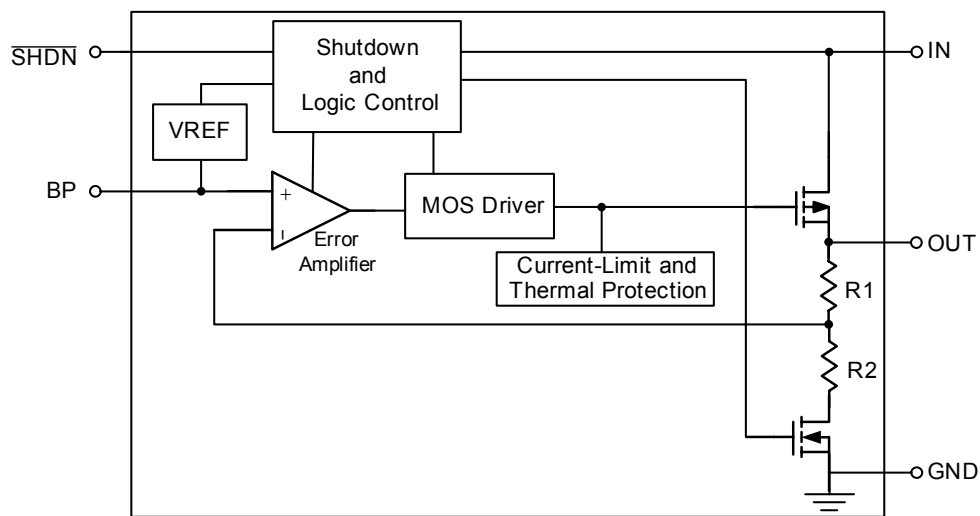 SHDN
Shutdown
and
Logic Control
IN
VREF
BP
+
-
Error
Amplifier
MOS Driver
Current-Limit and
Thermal Protection
OUT
R1
R2
GND